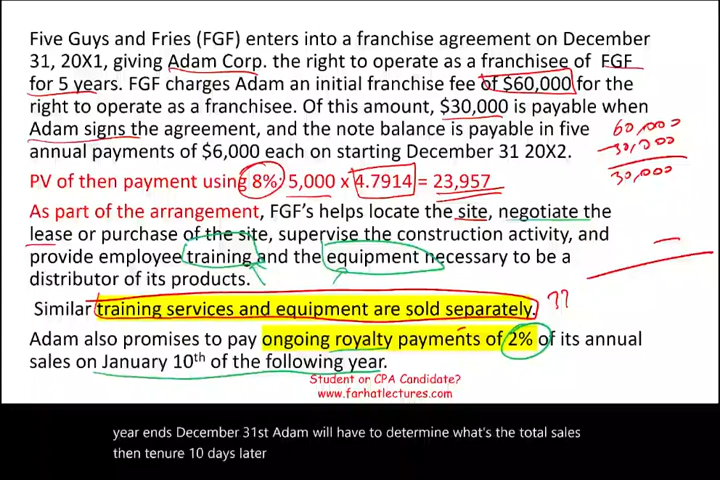 Five Guys and Fries (FGF) enters into a franchise agreement on December
31, 20X1, giving Adam Corp. the right to operate as a franchisee of FGF
for 5 years. FGF charges Adam an initial franchise fee of $60,000 for the
right to operate as a franchisee. Of this amount, $30,000 is payable when
Adam signs the agreement, and the note balance is payable in five
annual payments of $6,000 each on starting December 31 20X2.
60,000
30,000
30,000
PV of then payment using 8% 5,000 x 4.7914 = 23,957
As part of the arrangement, FGF's helps locate the site, negotiate the
lease or purchase of the site, supervise the construction activity, and
provide employee training and the equipment necessary to be a
distributor of its products.
Similar training services and equipment are sold separately. ??
Adam also promises to pay ongoing royalty payments of 2% of its annual
sales on January 10th of the following year.
Student or CPA Candidate?
www.farhatlectures.com
year ends December 31st Adam will have to determine what's the total sales
then tenure 10 days later